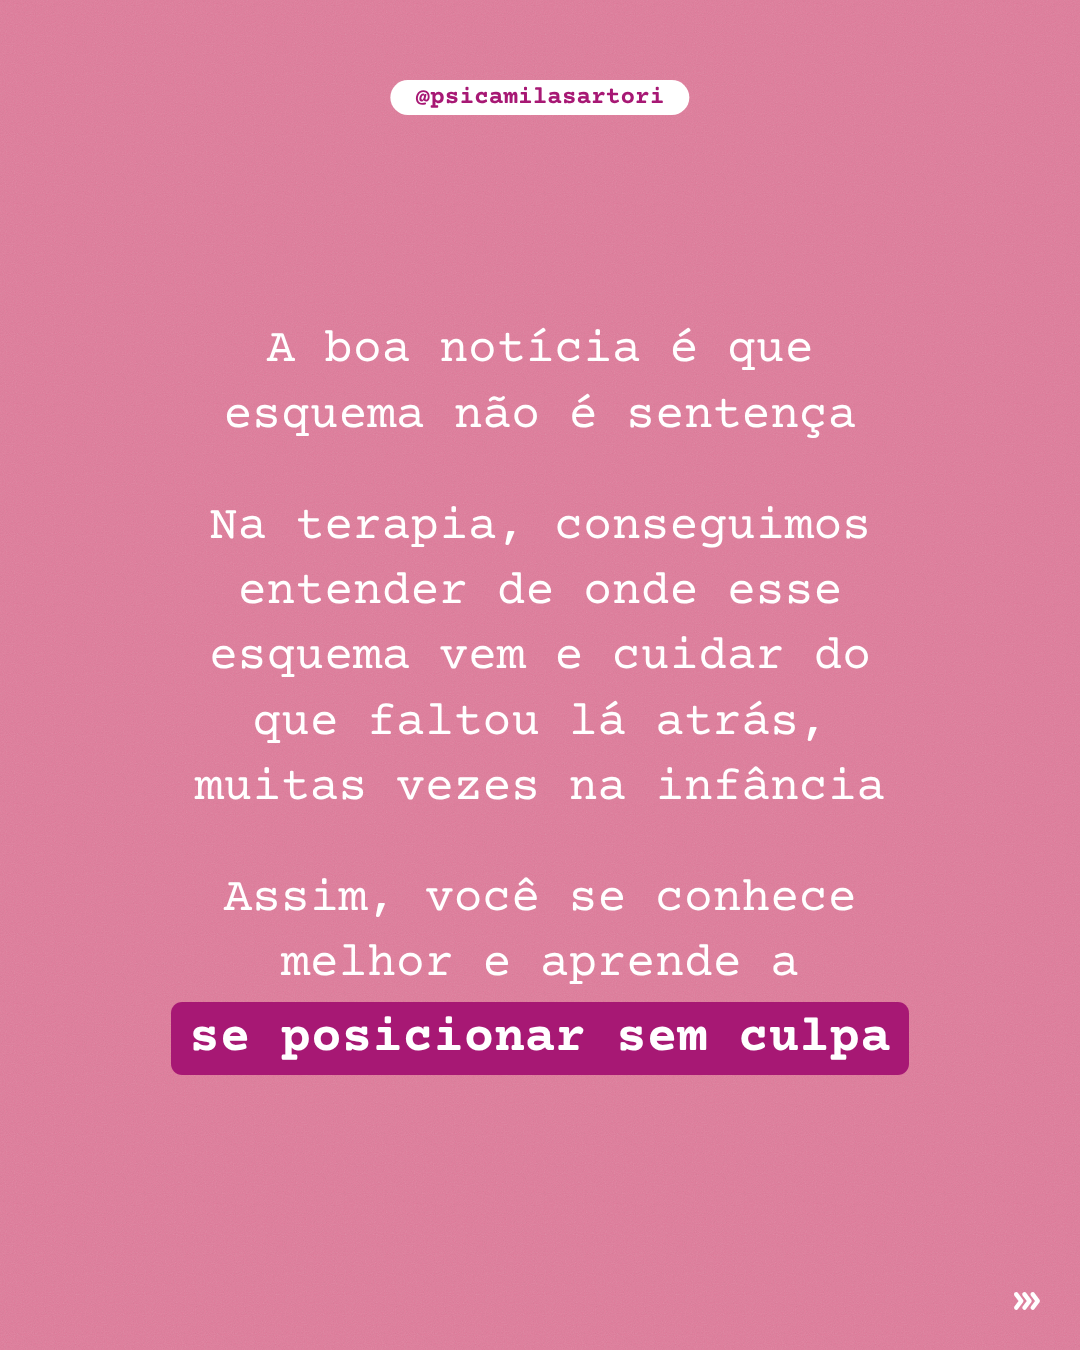 @psicamilasartori
A boa notícia é que
esquema não é sentença
Na terapia, conseguimos
entender de onde esse
esquema vem e cuidar do
que faltou lá atrás,
muitas vezes na infância
Assim, você se conhece
melhor e aprende a
se posicionar sem culpa